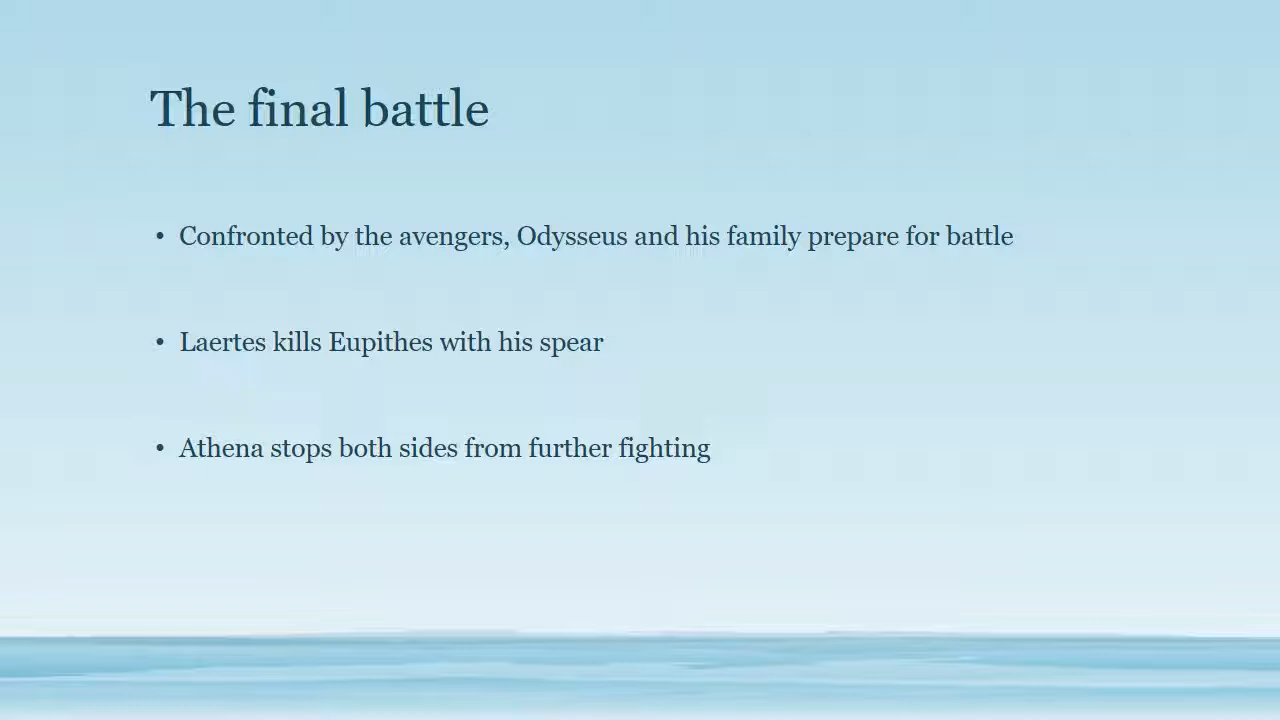 The final battle
• Confronted by the avengers, Odysseus and his family prepare for battle
• Laertes kills Eupithes with his spear
• Athena stops both sides from further fighting